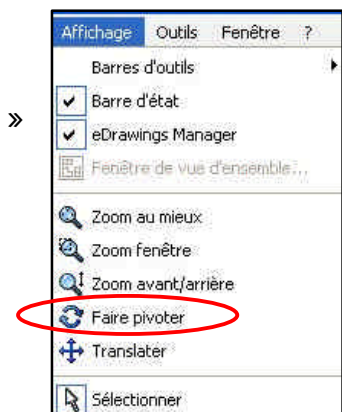 Affichage Outils Fenêtre ?
Barres d'outils
Barre d'état
»
eDrawings Manager
Fenêtre de vue d'ensemble...
Zoom au mieux
Zoom fenêtre
Zoom avant/arrière
Faire pivoter
Translater
Sélectionner